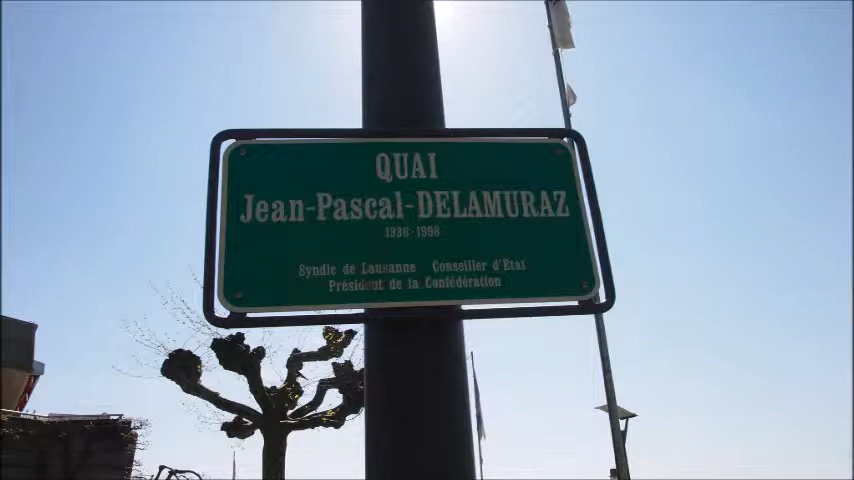 QUAI
Jean-Pascal-DELAMURAZ
1936-1998
Syndic de Lausanne Conseiller d'Etat
Président de la Confédération